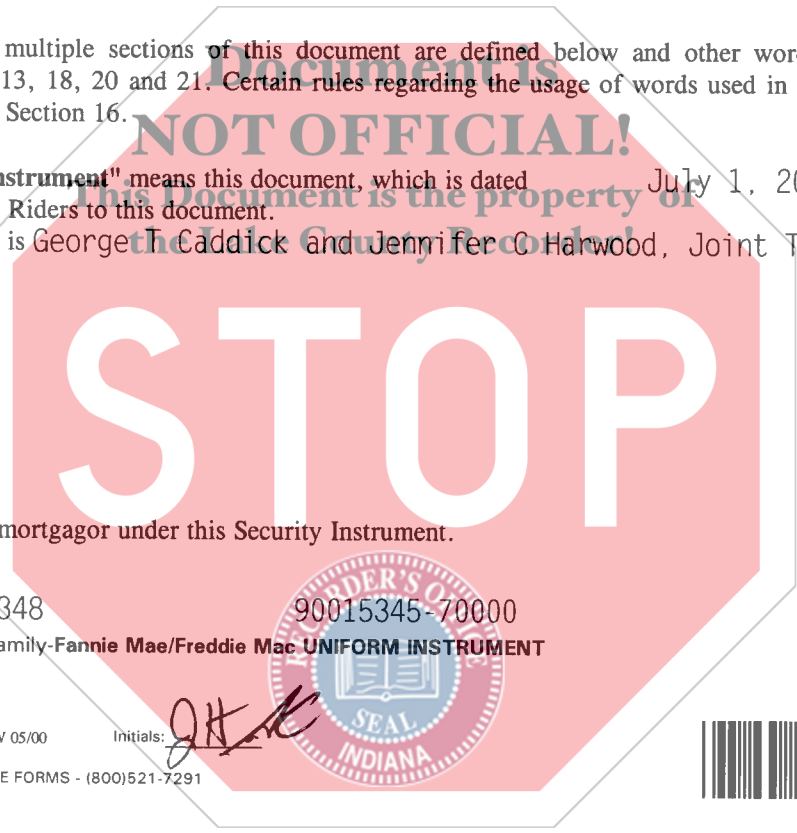 multiple sections of this document are defined below and other wor
13, 18, 20 and 21. Certain rules regarding the usage of words used in
Section 16.
Document is
NOT OFFICIAL!
This Document is the property of
the Lake County Recorder!
nstrument" means this document, which is dated July 1, 20
Riders to this document.
is George T Caddick and Jennifer C Harwood, Joint T
STOP
mortgagor under this Security Instrument.
348 90015345-70000
amily-Fannie Mae/Freddie Mac UNIFORM INSTRUMENT
RECORDER'S OFFICE
SEAL
INDIANA
V 05/00 Initials: JH
E FORMS - (800)521-7291